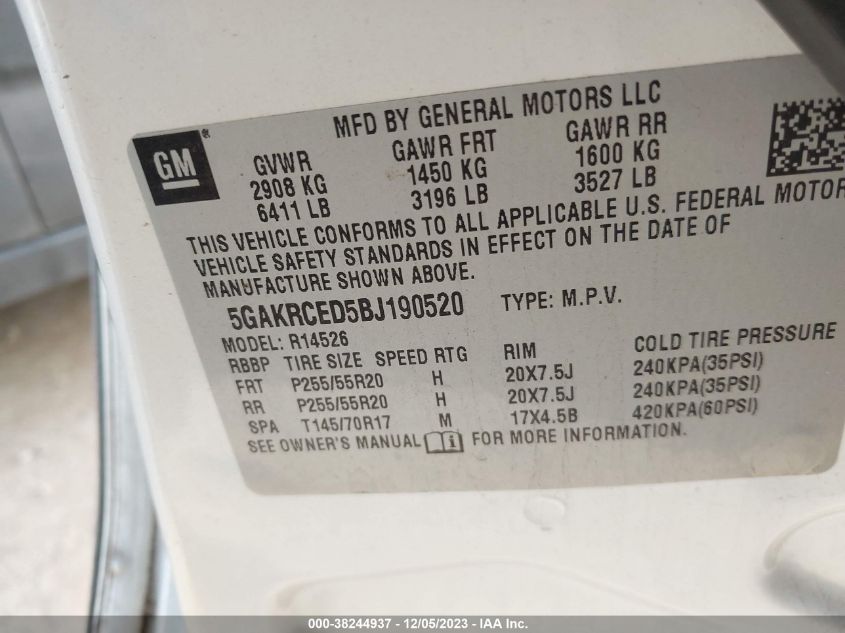 MFD BY GENERAL MOTORS LLC
GM
GVWR GAWR FRT GAWR RR
2908 KG 1450 KG 1600 KG
6411 LB 3196 LB 3527 LB
THIS VEHICLE CONFORMS TO ALL APPLICABLE U.S. FEDERAL MOTOR
VEHICLE SAFETY STANDARDS IN EFFECT ON THE DATE OF
MANUFACTURE SHOWN ABOVE.
5GAKRCED5BJ190520 TYPE: M.P.V.
MODEL: R14526
RBBP TIRE SIZE SPEED RTG RIM COLD TIRE PRESSURE
FRT P255/55R20 H 20X7.5J 240KPA(35PSI)
RR P255/55R20 H 20X7.5J 240KPA(35PSI)
SPA T145/70R17 M 17X4.5B 420KPA(60PSI)
SEE OWNER'S MANUAL i FOR MORE INFORMATION.
000-38244937 - 12/05/2023 - IAA Inc.